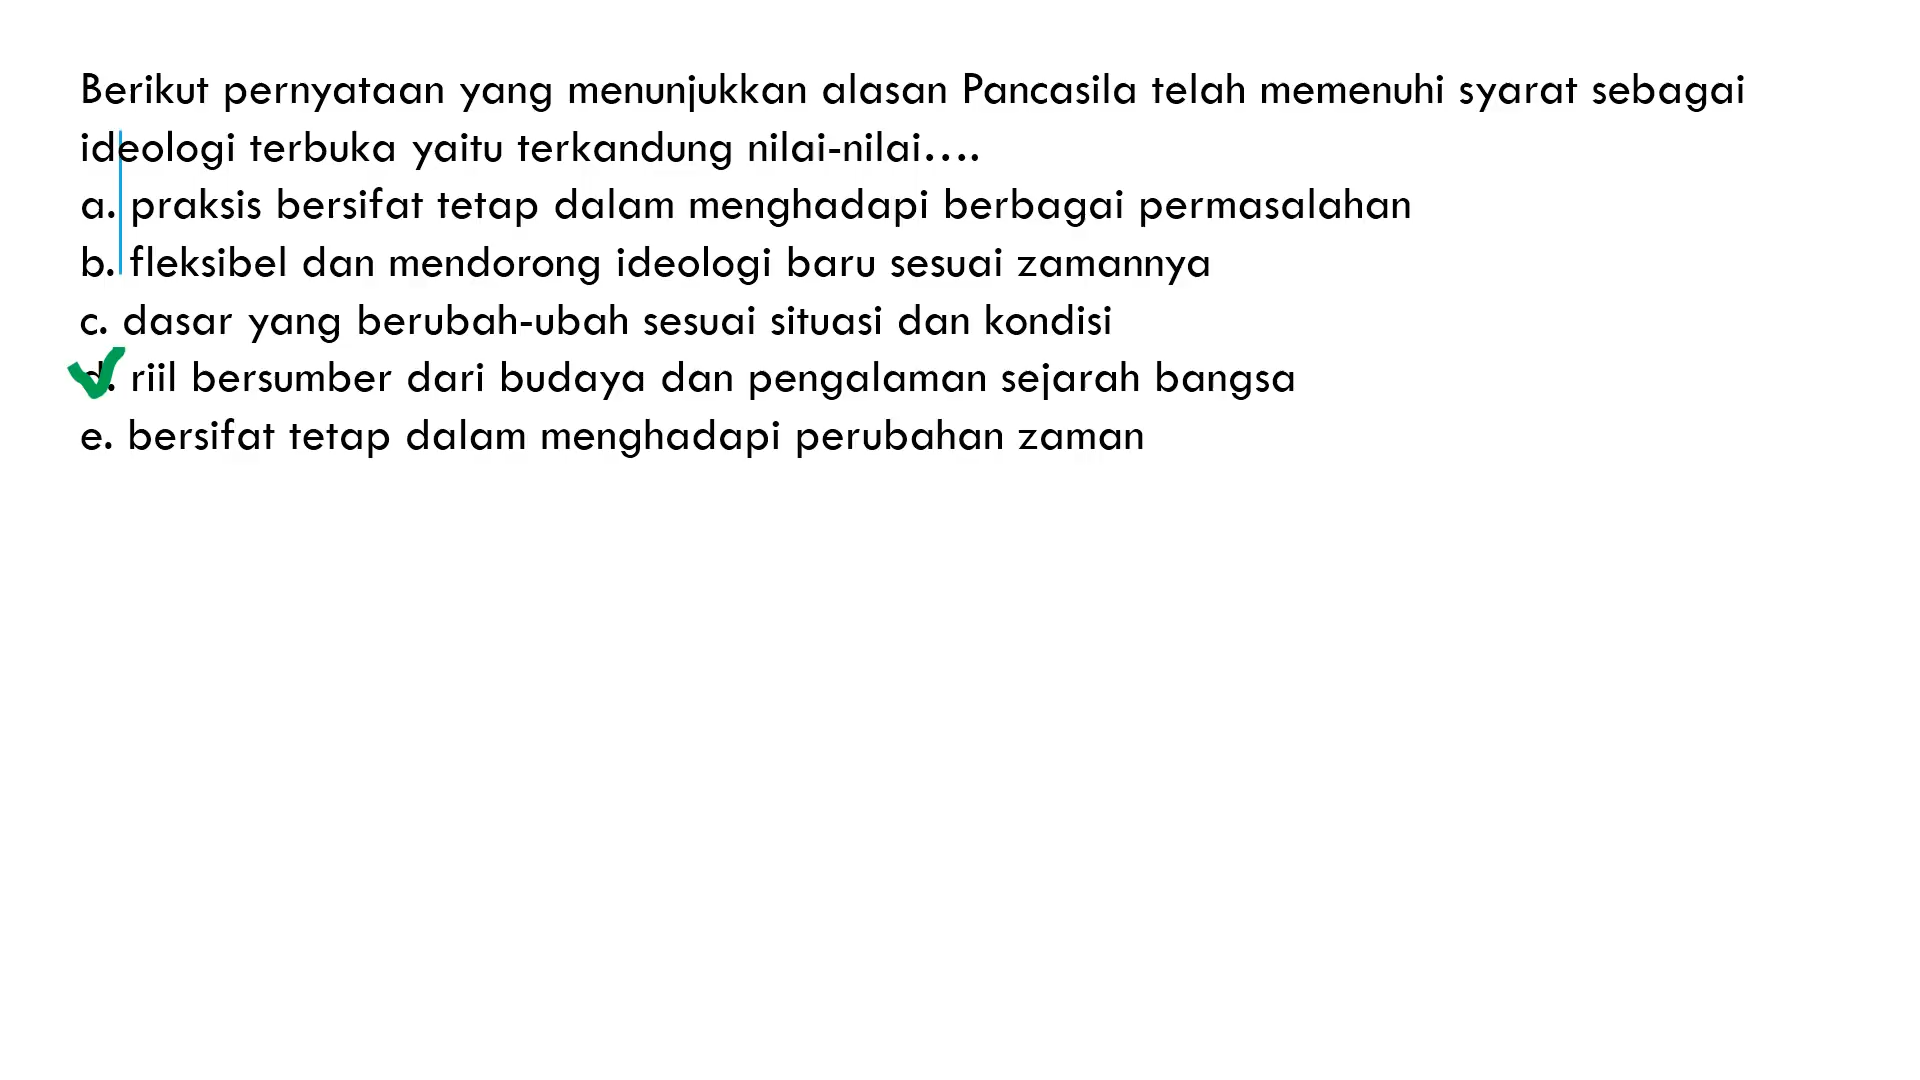 Berikut pernyataan yang menunjukkan alasan Pancasila telah memenuhi syarat sebagai
ideologi terbuka yaitu terkandung nilai-nilai....
a. praksis bersifat tetap dalam menghadapi berbagai permasalahan
b. fleksibel dan mendorong ideologi baru sesuai zamannya
c. dasar yang berubah-ubah sesuai situasi dan kondisi
d. riil bersumber dari budaya dan pengalaman sejarah bangsa
e. bersifat tetap dalam menghadapi perubahan zaman